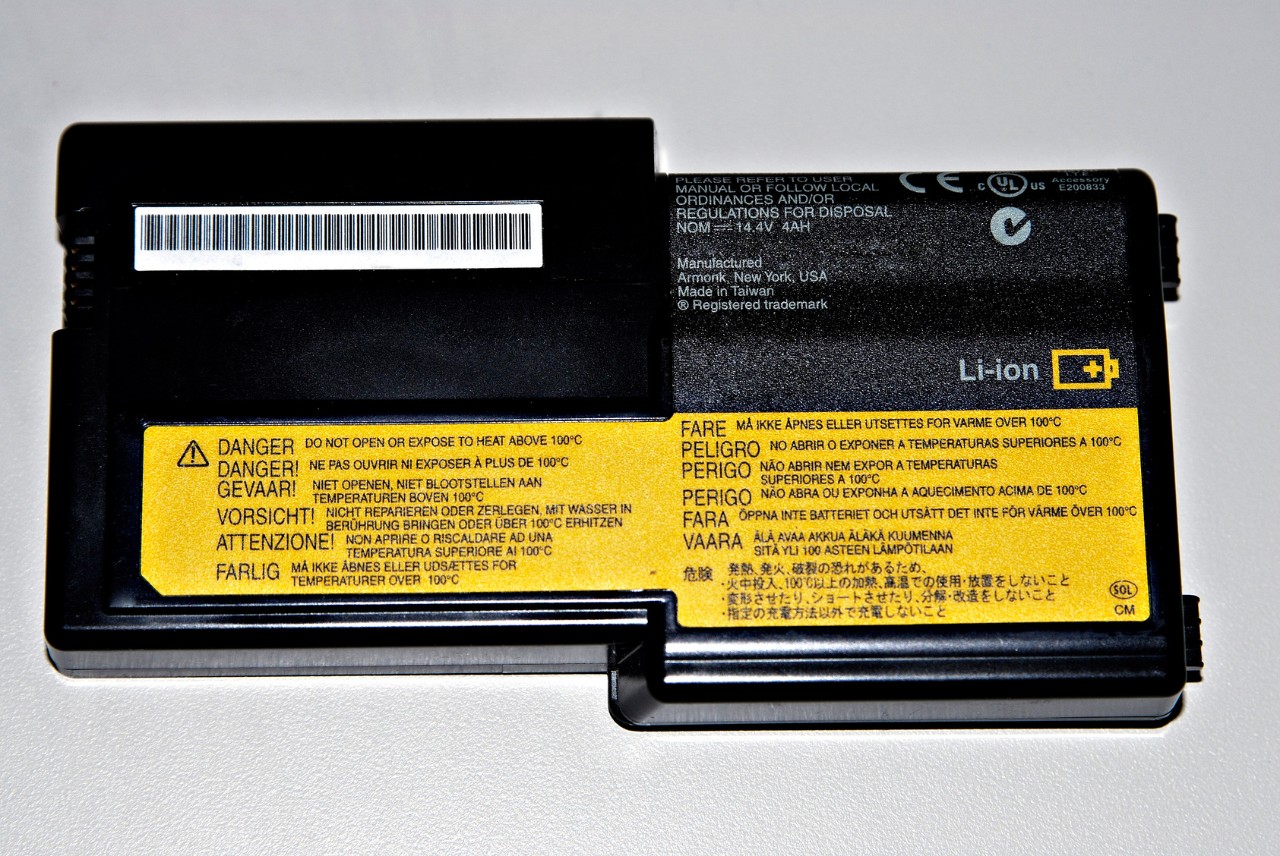 PLEASE REFER TO USER
MANUAL OR FOLLOW LOCAL
ORDINANCES AND/OR
REGULATIONS FOR DISPOSAL
NOM ⎓ 14.4V 4AH
CE
C UL US
I.T.E.
Accessory
E200833
Manufactured
Armonk, New York, USA
Made in Taiwan
® Registered trademark
Li-ion
DANGER DO NOT OPEN OR EXPOSE TO HEAT ABOVE 100°C
DANGER! NE PAS OUVRIR NI EXPOSER À PLUS DE 100°C
GEVAAR! NIET OPENEN, NIET BLOOTSTELLEN AAN
TEMPERATUREN BOVEN 100°C
VORSICHT! NICHT REPARIEREN ODER ZERLEGEN, MIT WASSER IN
BERÜHRUNG BRINGEN ODER ÜBER 100°C ERHITZEN
ATTENZIONE! NON APRIRE O RISCALDARE AD UNA
TEMPERATURA SUPERIORE AI 100°C
FARLIG MÅ IKKE ÅBNES ELLER UDSÆTTES FOR
TEMPERATURER OVER 100°C
FARE MÅ IKKE ÅPNES ELLER UTSETTES FOR VARME OVER 100°C
PELIGRO NO ABRIR O EXPONER A TEMPERATURAS SUPERIORES A 100°C
PERIGO NÃO ABRIR NEM EXPOR A TEMPERATURAS
SUPERIORES A 100°C
PERIGO NÃO ABRA OU EXPONHA A AQUECIMENTO ACIMA DE 100°C
FARA ÖPPNA INTE BATTERIET OCH UTSÄTT DET INTE FÖR VÄRME ÖVER 100°C
VAARA ÄLÄ AVAA AKKUA ÄLÄKÄ KUUMENNA
SITÄ YLI 100 ASTEEN LÄMPÖTILAAN
危険 発熱、発火、破裂の恐れがあるため、
・火中投入、100°C以上の加熱、高温での使用・放置をしないこと
・変形させたり、ショートさせたり、分解・改造をしないこと
・指定の充電方法以外で充電しないこと
SOL
CM